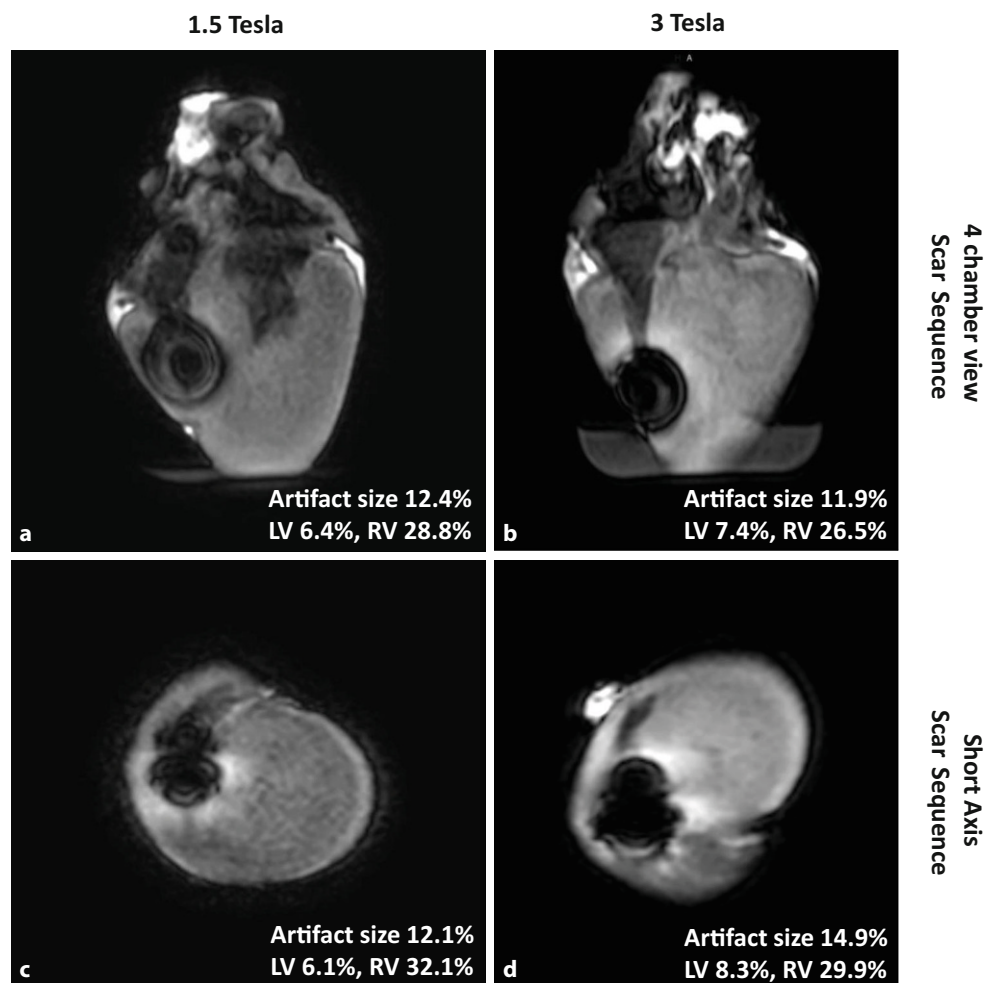 1.5 Tesla
3 Tesla
A
Artifact size 12.4%
LV 6.4%, RV 28.8%
a
Artifact size 11.9%
LV 7.4%, RV 26.5%
b
4 chamber view
Scar Sequence
Artifact size 12.1%
LV 6.1%, RV 32.1%
c
Artifact size 14.9%
LV 8.3%, RV 29.9%
d
Short Axis
Scar Sequence